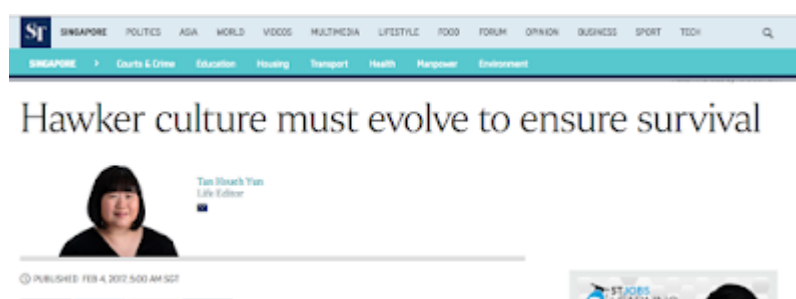 ST SINGAPORE POLITICS ASIA WORLD VIDEOS MULTIMEDIA LIFESTYLE FOOD FORUM OPINION BUSINESS SPORT TECH
SINGAPORE > Courts & Crime Education Housing Transport Health Manpower Environment
Hawker culture must evolve to ensure survival
Tan Hsueh Yun
Life Editor
PUBLISHED FEB 4, 2017, 5:00 AM SGT
STJOBS